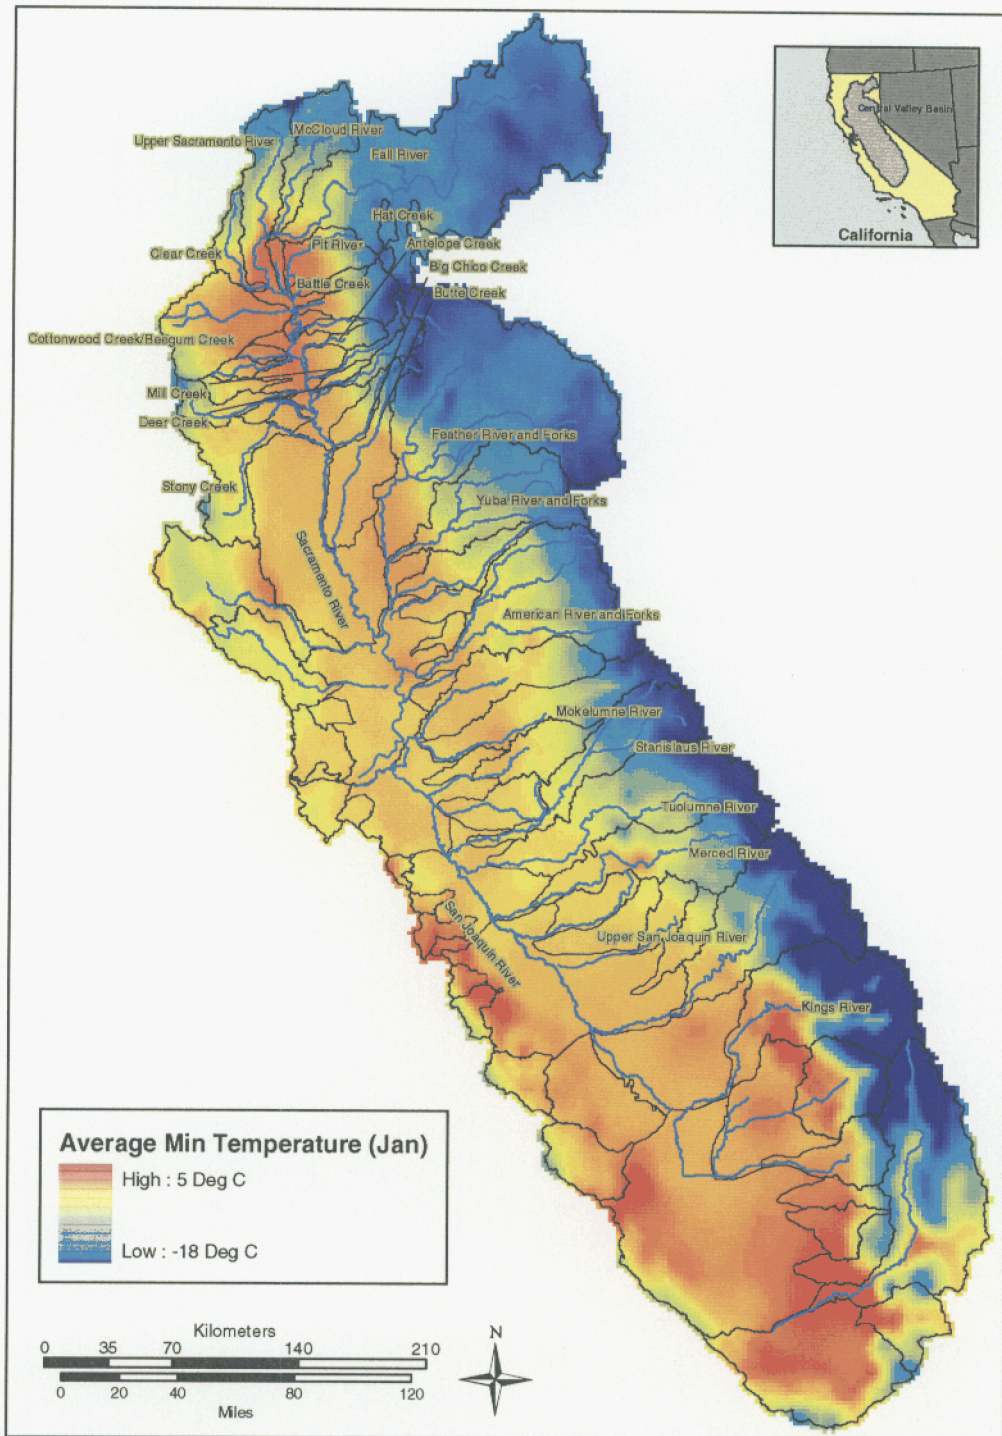 Central Valley Basin
California
McCloud River
Upper Sacramento River
Fall River
Hat Creek
Pit River
Antelope Creek
Clear Creek
Big Chico Creek
Battle Creek
Butte Creek
Cottonwood Creek/Beegum Creek
Mill Creek
Deer Creek
Feather River and Forks
Stony Creek
Yuba River and Forks
Sacramento River
American River and Forks
Mokelumne River
Stanislaus River
Tuolumne River
Merced River
San Joaquin River
Upper San Joaquin River
Kings River
Average Min Temperature (Jan)
High : 5 Deg C
Low : -18 Deg C
Kilometers
0 35 70 140 210
0 20 40 80 120
Miles
N